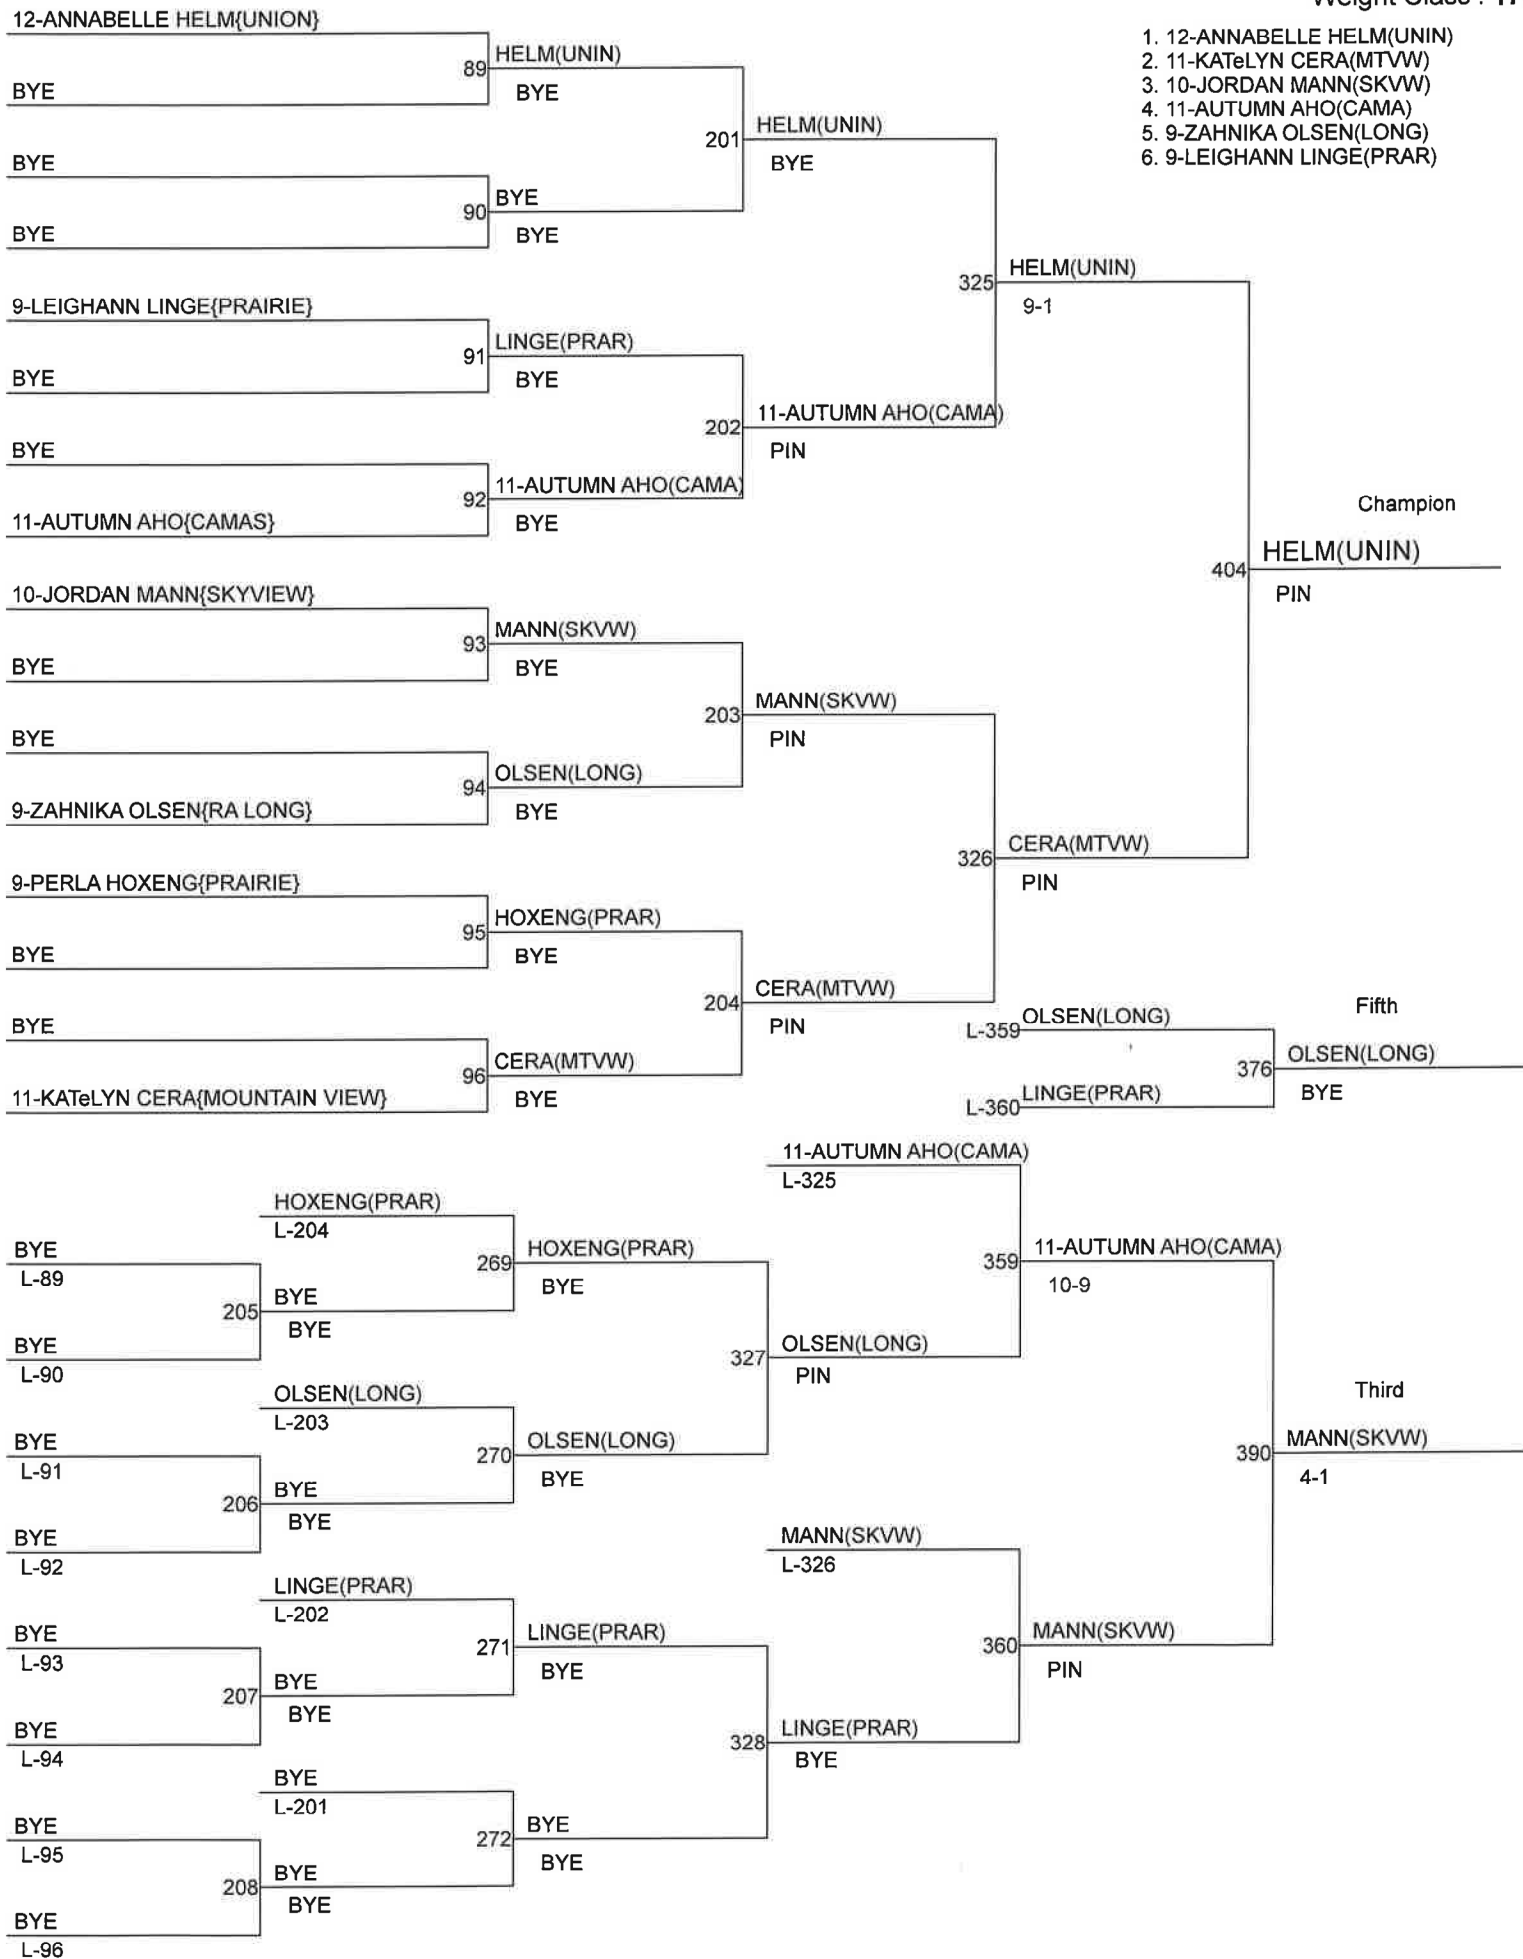 Weight Class :
1. 12-ANNABELLE HELM(UNIN)
2. 11-KATeLYN CERA(MTVW)
3. 10-JORDAN MANN(SKVW)
4. 11-AUTUMN AHO(CAMA)
5. 9-ZAHNIKA OLSEN(LONG)
6. 9-LEIGHANN LINGE(PRAR)
12-ANNABELLE HELM{UNION}
BYE
BYE
BYE
9-LEIGHANN LINGE{PRAIRIE}
BYE
BYE
11-AUTUMN AHO{CAMAS}
10-JORDAN MANN{SKYVIEW}
BYE
BYE
9-ZAHNIKA OLSEN{RA LONG}
9-PERLA HOXENG{PRAIRIE}
BYE
BYE
11-KATeLYN CERA{MOUNTAIN VIEW}
89 HELM(UNIN)
BYE
90 BYE
BYE
91 LINGE(PRAR)
BYE
92 11-AUTUMN AHO(CAMA)
BYE
93 MANN(SKVW)
BYE
94 OLSEN(LONG)
BYE
95 HOXENG(PRAR)
BYE
96 CERA(MTVW)
BYE
201 HELM(UNIN)
BYE
202 11-AUTUMN AHO(CAMA)
PIN
203 MANN(SKVW)
PIN
204 CERA(MTVW)
PIN
325 HELM(UNIN)
9-1
326 CERA(MTVW)
PIN
Champion
404 HELM(UNIN)
PIN
Fifth
L-359 OLSEN(LONG)
L-360 LINGE(PRAR)
376 OLSEN(LONG)
BYE
BYE
L-89
BYE
L-90
BYE
L-91
BYE
L-92
BYE
L-93
BYE
L-94
BYE
L-95
BYE
L-96
HOXENG(PRAR)
L-204
205 BYE
BYE
OLSEN(LONG)
L-203
206 BYE
BYE
LINGE(PRAR)
L-202
207 BYE
BYE
BYE
L-201
208 BYE
BYE
269 HOXENG(PRAR)
BYE
270 OLSEN(LONG)
BYE
271 LINGE(PRAR)
BYE
272 BYE
BYE
11-AUTUMN AHO(CAMA)
L-325
327 OLSEN(LONG)
PIN
MANN(SKVW)
L-326
328 LINGE(PRAR)
BYE
359 11-AUTUMN AHO(CAMA)
10-9
360 MANN(SKVW)
PIN
Third
390 MANN(SKVW)
4-1